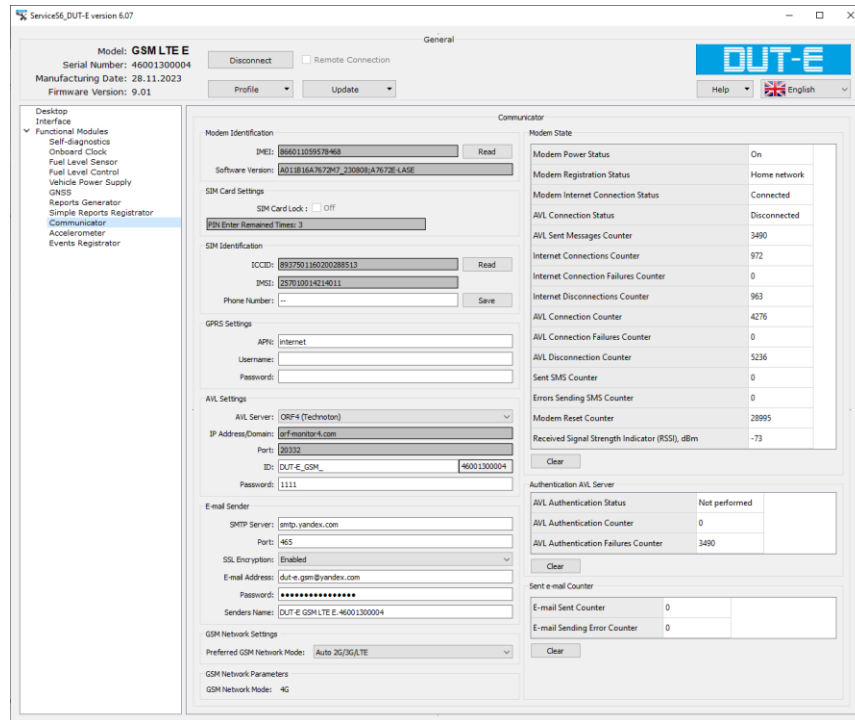 ServiceS6_DUT-E version 6.07
General
Model: GSM LTE E
Serial Number: 46001300004
Manufacturing Date: 28.11.2023
Firmware Version: 9.01
Disconnect
Remote Connection
Profile
Update
DUT-E
Help
English
Desktop
Interface
Functional Modules
Self-diagnostics
Onboard Clock
Fuel Level Sensor
Fuel Level Control
Vehicle Power Supply
GNSS
Reports Generator
Simple Reports Registrator
Communicator
Accelerometer
Events Registrator
Communicator
Modem Identification
IMEI: 866011059578468 Read
Software Version: A011B16A7672M7_230808;A7672E-LASE
SIM Card Settings
SIM Card Lock : Off
PIN Enter Remained Times: 3
SIM Identification
ICCID: 8937501160200288513 Read
IMSI: 257010014214011
Phone Number: -- Save
GPRS Settings
APN: internet
Username:
Password:
AVL Settings
AVL Server: ORF4 (Technoton)
IP Address/Domain: orf-monitor4.com
Port: 20332
ID: DUT-E_GSM_ 46001300004
Password: 1111
E-mail Sender
SMTP Server: smtp.yandex.com
Port: 465
SSL Encryption: Enabled
E-mail Address: dut-e.gsm@yandex.com
Password: ●●●●●●●●●●●●●●●●
Senders Name: DUT-E GSM LTE E.46001300004
GSM Network Settings
Preferred GSM Network Mode: Auto 2G/3G/LTE
GSM Network Parameters
GSM Network Mode: 4G
Modem State
Modem Power Status On
Modem Registration Status Home network
Modem Internet Connection Status Connected
AVL Connection Status Disconnected
AVL Sent Messages Counter 3490
Internet Connections Counter 972
Internet Connection Failures Counter 0
Internet Disconnections Counter 963
AVL Connection Counter 4276
AVL Connection Failures Counter 0
AVL Disconnection Counter 5236
Sent SMS Counter 0
Errors Sending SMS Counter 0
Modem Reset Counter 28995
Received Signal Strength Indicator (RSSI), dBm -73
Clear
Authentication AVL Server
AVL Authentication Status Not performed
AVL Authentication Counter 0
AVL Authentication Failures Counter 3490
Clear
Sent e-mail Counter
E-mail Sent Counter 0
E-mail Sending Error Counter 0
Clear